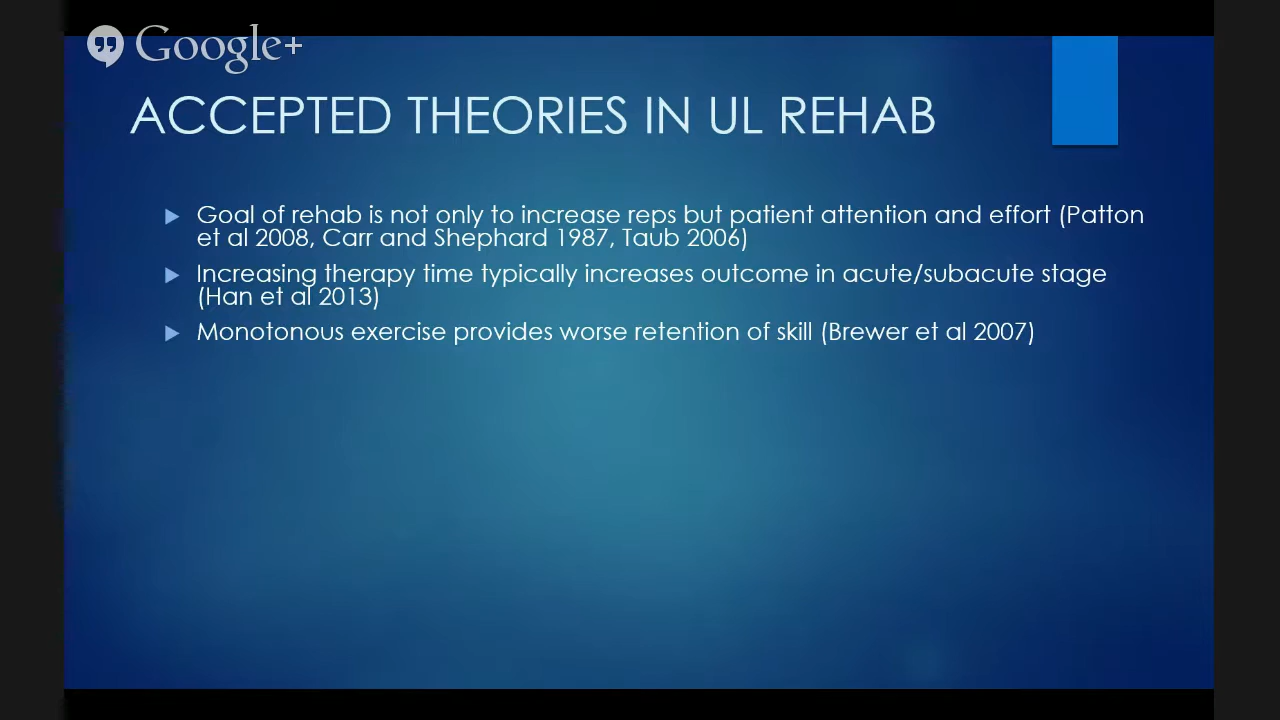 Google+
ACCEPTED THEORIES IN UL REHAB
Goal of rehab is not only to increase reps but patient attention and effort (Patton
et al 2008, Carr and Shephard 1987, Taub 2006)
Increasing therapy time typically increases outcome in acute/subacute stage
(Han et al 2013)
Monotonous exercise provides worse retention of skill (Brewer et al 2007)